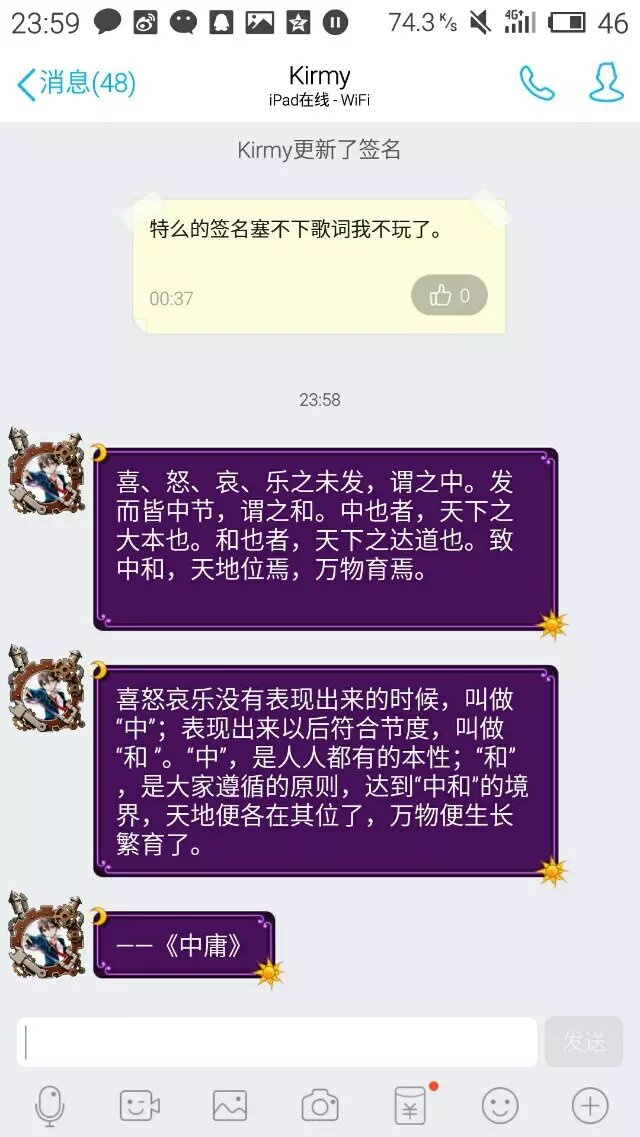 23:59
74.3 K/s
4G+
46
消息(48)
Kirmy
iPad在线 - WiFi
Kirmy更新了签名
特么的签名塞不下歌词我不玩了。
00:37
0
23:58
喜、怒、哀、乐之未发，谓之中。发
而皆中节，谓之和。中也者，天下之
大本也。和也者，天下之达道也。致
中和，天地位焉，万物育焉。
喜怒哀乐没有表现出来的时候，叫做
“中”；表现出来以后符合节度，叫做
“和 ”。“中”，是人人都有的本性；“和”
，是大家遵循的原则，达到“中和”的境
界，天地便各在其位了，万物便生长
繁育了。
——《中庸》
发送